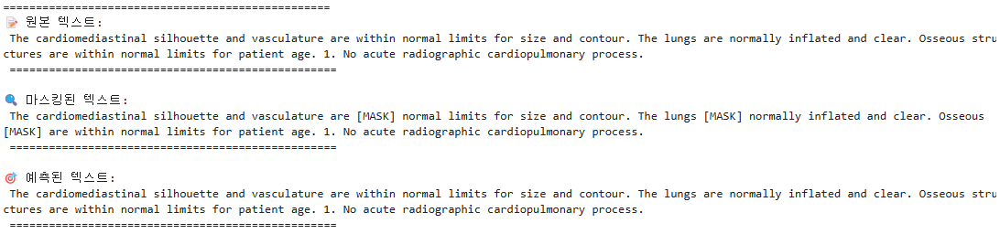 ==================================================
📝 원본 텍스트:
The cardiomediastinal silhouette and vasculature are within normal limits for size and contour. The lungs are normally inflated and clear. Osseous stru
ctures are within normal limits for patient age. 1. No acute radiographic cardiopulmonary process.
==================================================
🔍 마스킹된 텍스트:
The cardiomediastinal silhouette and vasculature are [MASK] normal limits for size and contour. The lungs [MASK] normally inflated and clear. Osseous
[MASK] are within normal limits for patient age. 1. No acute radiographic cardiopulmonary process.
==================================================
🎯 예측된 텍스트:
The cardiomediastinal silhouette and vasculature are within normal limits for size and contour. The lungs are normally inflated and clear. Osseous stru
ctures are within normal limits for patient age. 1. No acute radiographic cardiopulmonary process.
==================================================